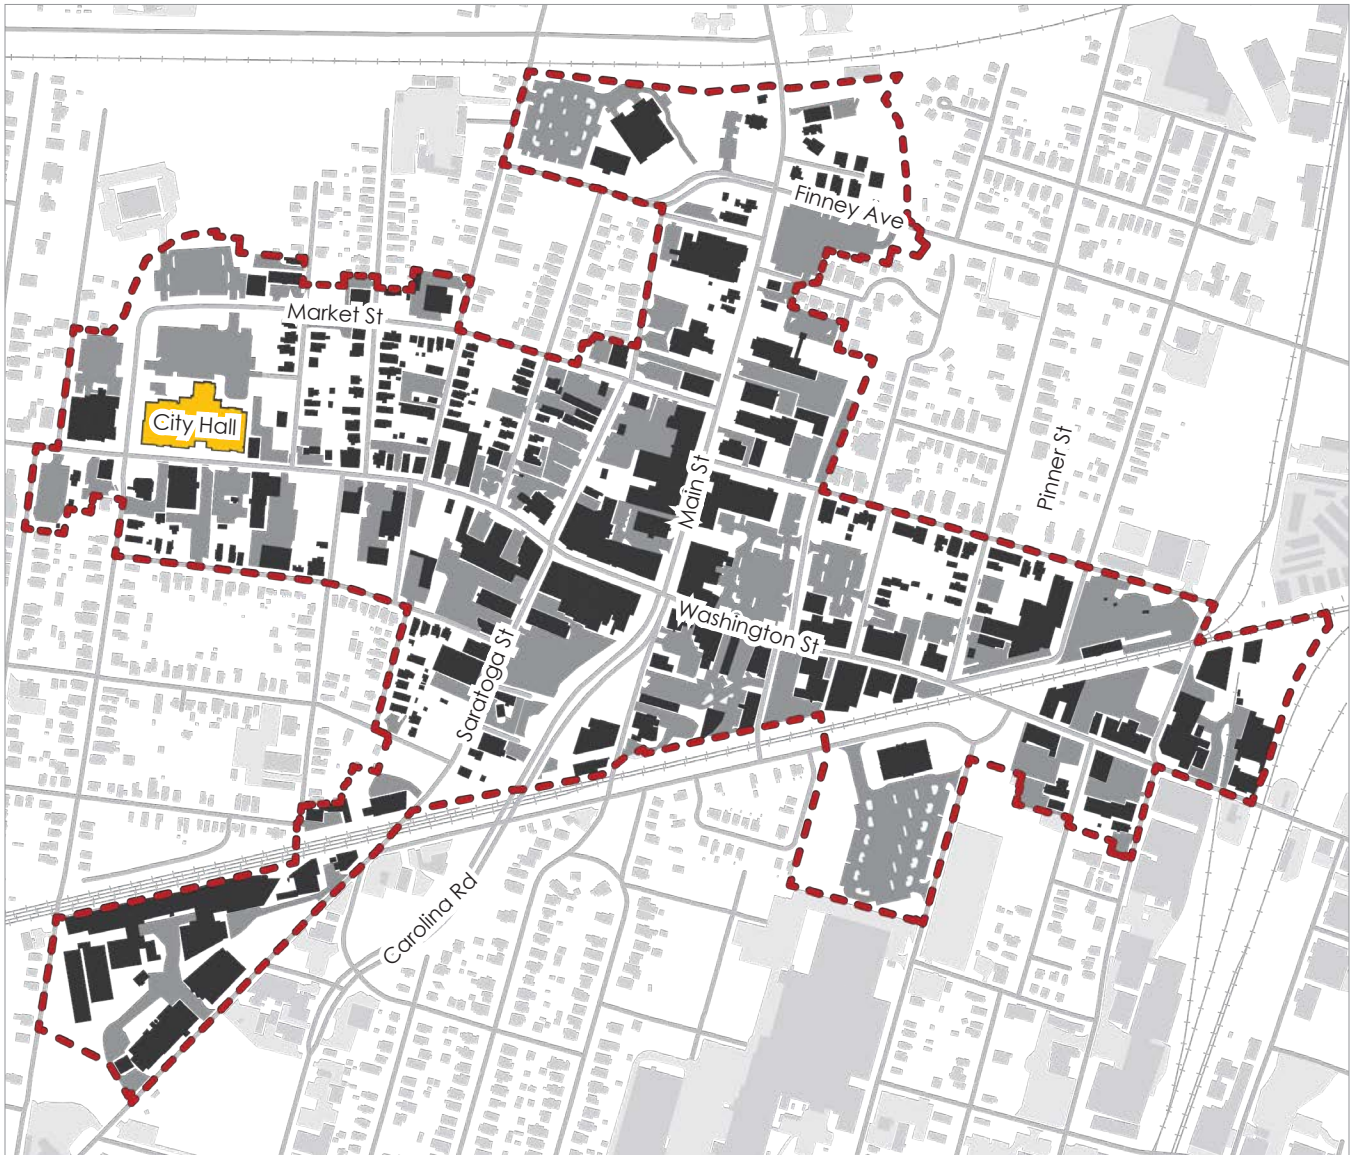 Finney Ave
Market St
City Hall
Main St
Pinner St
Washington St
Saratoga St
Carolina Rd